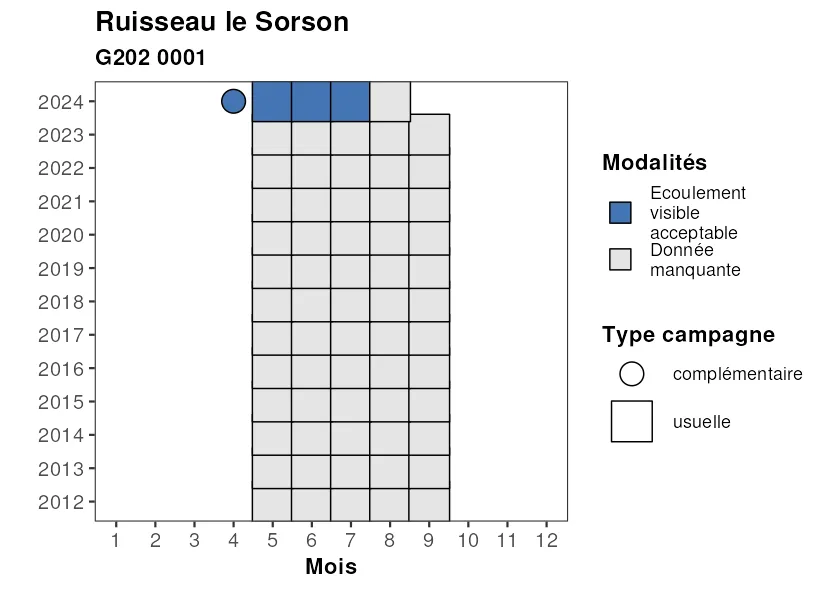 Ruisseau le Sorson
G202 0001
2024
2023
2022
2021
2020
2019
2018
2017
2016
2015
2014
2013
2012
1 2 3 4 5 6 7 8 9 10 11 12
Mois
Modalités
Ecoulement
visible
acceptable
Donnée
manquante
Type campagne
complémentaire
usuelle